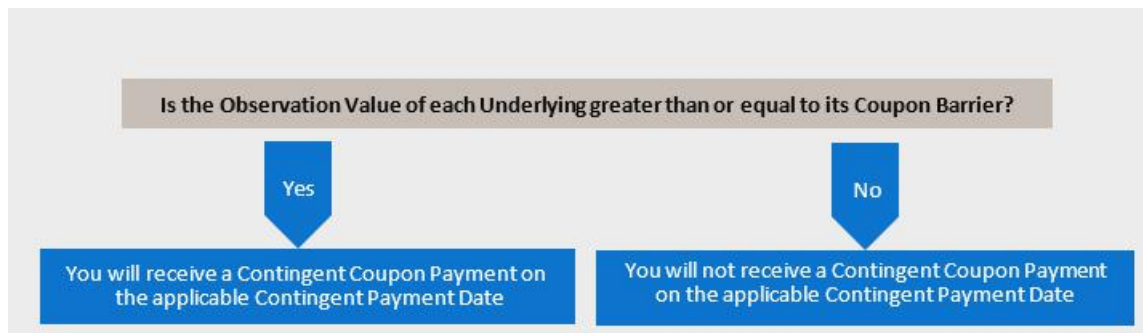 Is the Observation Value of each Underlying greater than or equal to its Coupon Barrier?
Yes
No
You will receive a Contingent Coupon Payment on
the applicable Contingent Payment Date
You will not receive a Contingent Coupon Payment
on the applicable Contingent Payment Date